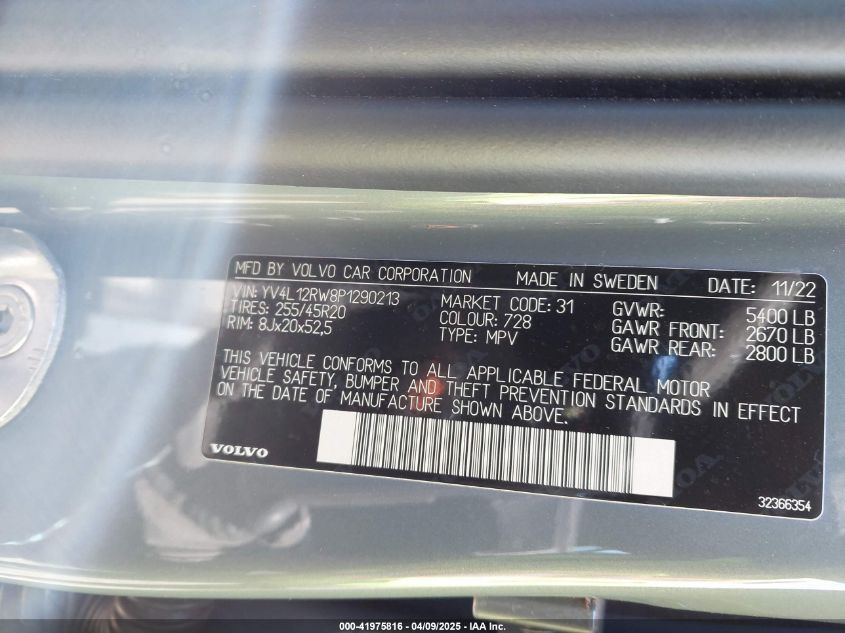 MFD BY VOLVO CAR CORPORATION MADE IN SWEDEN DATE: 11/22
VIN: YV4L12RW8P1290213 MARKET CODE: 31 GVWR: 5400 LB
TIRES: 255/45R20 COLOUR: 728 GAWR FRONT: 2670 LB
RIM: 8Jx20x52,5 TYPE: MPV GAWR REAR: 2800 LB
THIS VEHICLE CONFORMS TO ALL APPLICABLE FEDERAL MOTOR
VEHICLE SAFETY, BUMPER AND THEFT PREVENTION STANDARDS IN EFFECT
ON THE DATE OF MANUFACTURE SHOWN ABOVE.
VOLVO
32366354
000-41975816 - 04/09/2025 - IAA Inc.